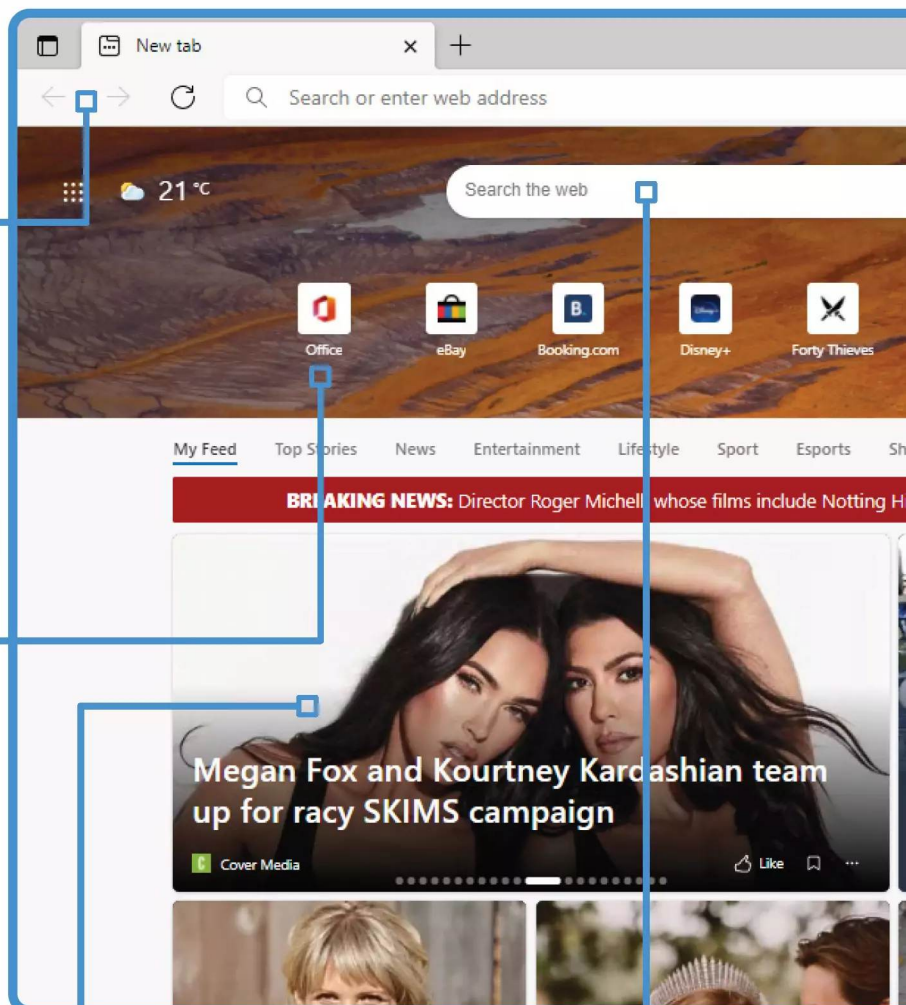 New tab
Search or enter web address
21 °C
Search the web
Office
eBay
B.
Booking.com
Disney+
Disney+
Forty Thieves
My Feed Top Stories News Entertainment Lifestyle Sport Esports Sh
BREAKING NEWS: Director Roger Michell, whose films include Notting H
Megan Fox and Kourtney Kardashian team
up for racy SKIMS campaign
C Cover Media
Like